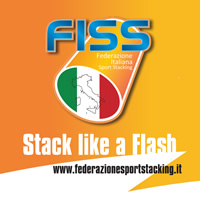 FISS
Federazione
Italiana
Sport Stacking
Stack like a Flash
www.federazionesportstacking.it